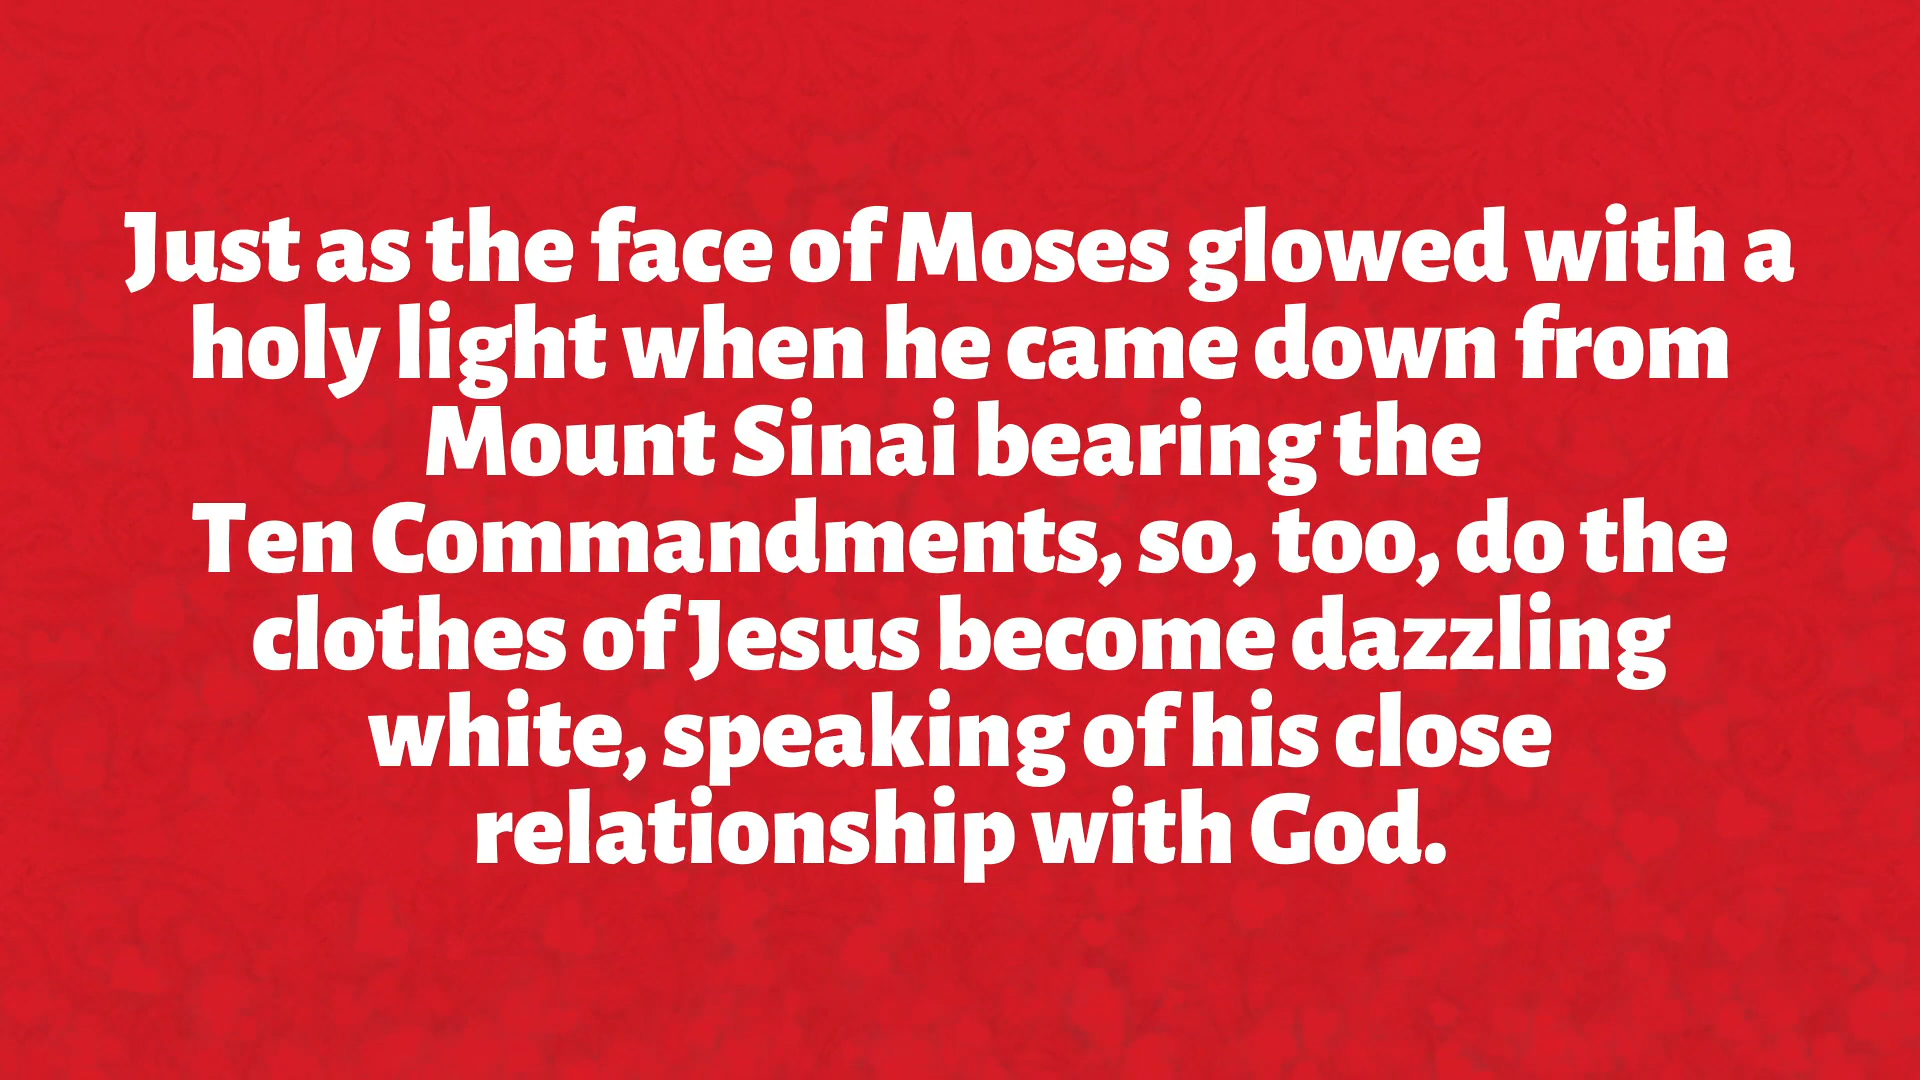 Just as the face of Moses glowed with a
holy light when he came down from
Mount Sinai bearing the
Ten Commandments, so, too, do the
clothes of Jesus become dazzling
white, speaking of his close
relationship with God.